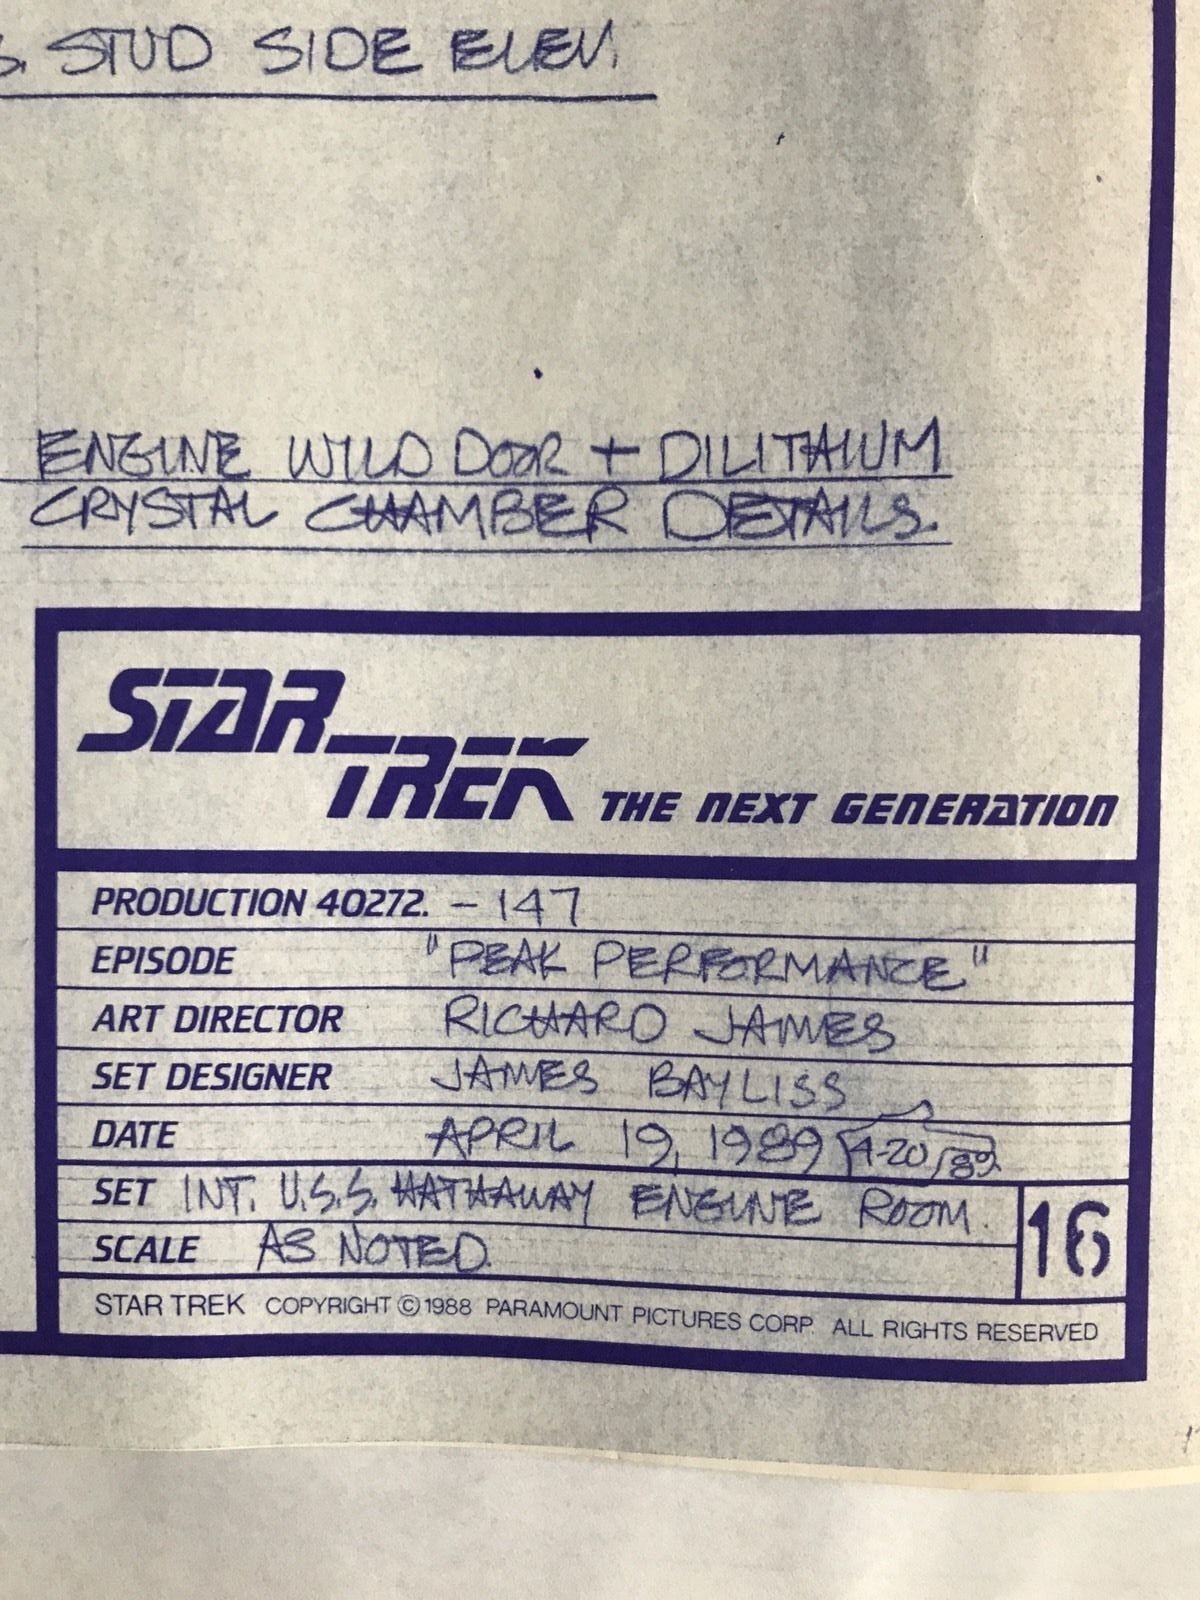 S. STUD SIDE ELEV.
ENGINE WILD DOOR + DILITHIUM
CRYSTAL CHAMBER DETAILS.
STAR
TREK THE NEXT GENERATION
PRODUCTION 40272. - 147
EPISODE "PEAK PERFORMANCE"
ART DIRECTOR RICHARD JAMES
SET DESIGNER JAMES BAYLISS
DATE APRIL 19, 1989 4-20/89
SET INT. U.S.S. HATHAWAY ENGINE ROOM. 16
SCALE AS NOTED.
STAR TREK COPYRIGHT © 1988 PARAMOUNT PICTURES CORP. ALL RIGHTS RESERVED